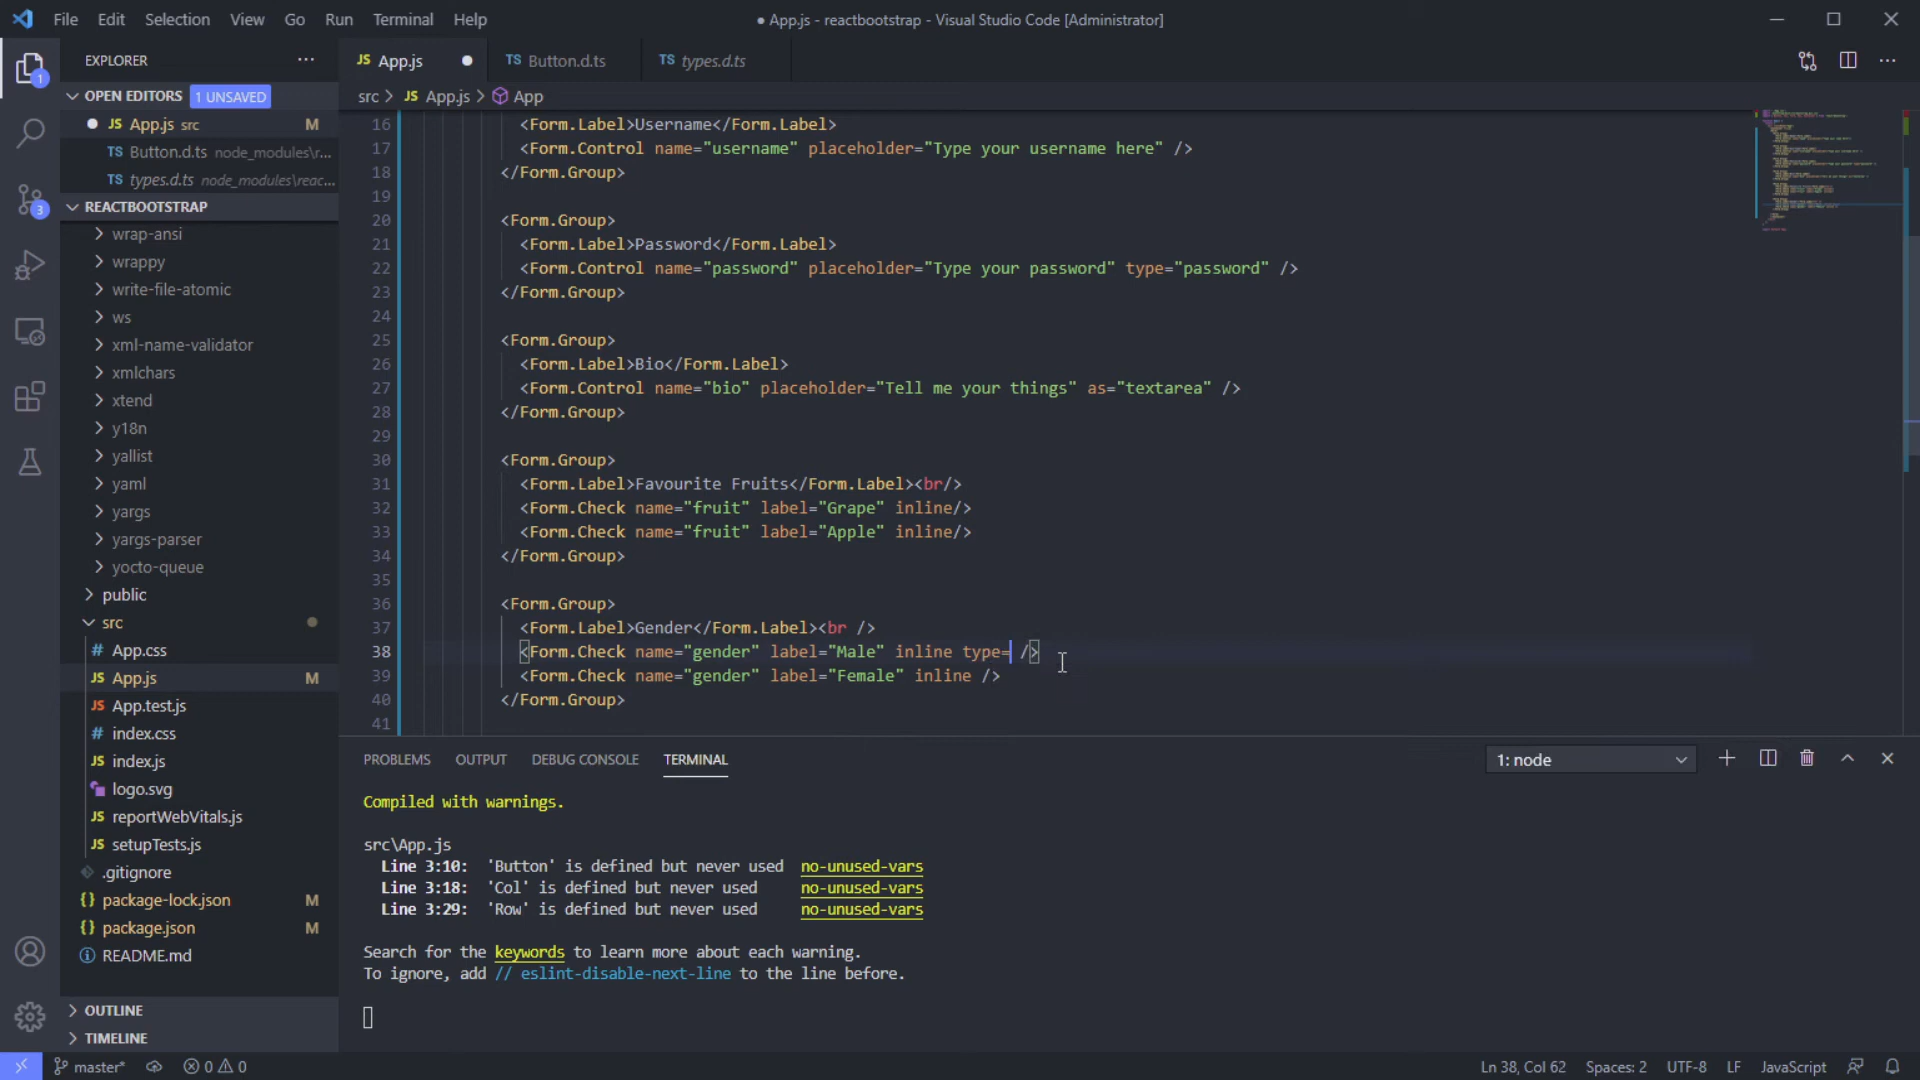 File Edit Selection View Go Run Terminal Help
● App.js - reactbootstrap - Visual Studio Code [Administrator]
EXPLORER
OPEN EDITORS 1 UNSAVED
App.js src M
TS Button.d.ts node_modules\r...
TS types.d.ts node_modules\reac...
REACTBOOTSTRAP
wrap-ansi
wrappy
write-file-atomic
ws
xml-name-validator
xmlchars
xtend
y18n
yallist
yaml
yargs
yargs-parser
yocto-queue
public
src
# App.css
JS App.js M
JS App.test.js
# index.css
JS index.js
logo.svg
JS reportWebVitals.js
JS setupTests.js
.gitignore
{} package-lock.json M
{} package.json M
README.md
OUTLINE
TIMELINE
JS App.js TS Button.d.ts TS types.d.ts
src > JS App.js > App
16 <Form.Label>Username</Form.Label>
17 <Form.Control name="username" placeholder="Type your username here" />
18 </Form.Group>
19
20 <Form.Group>
21 <Form.Label>Password</Form.Label>
22 <Form.Control name="password" placeholder="Type your password" type="password" />
23 </Form.Group>
24
25 <Form.Group>
26 <Form.Label>Bio</Form.Label>
27 <Form.Control name="bio" placeholder="Tell me your things" as="textarea" />
28 </Form.Group>
29
30 <Form.Group>
31 <Form.Label>Favourite Fruits</Form.Label><br/>
32 <Form.Check name="fruit" label="Grape" inline/>
33 <Form.Check name="fruit" label="Apple" inline/>
34 </Form.Group>
35
36 <Form.Group>
37 <Form.Label>Gender</Form.Label><br />
38 <Form.Check name="gender" label="Male" inline type= />
39 <Form.Check name="gender" label="Female" inline />
40 </Form.Group>
41
PROBLEMS OUTPUT DEBUG CONSOLE TERMINAL 1: node
Compiled with warnings.
src\App.js
Line 3:10: 'Button' is defined but never used no-unused-vars
Line 3:18: 'Col' is defined but never used no-unused-vars
Line 3:29: 'Row' is defined but never used no-unused-vars
Search for the keywords to learn more about each warning.
To ignore, add // eslint-disable-next-line to the line before.
1
3
master* 0 0 Ln 38, Col 62 Spaces: 2 UTF-8 LF JavaScript